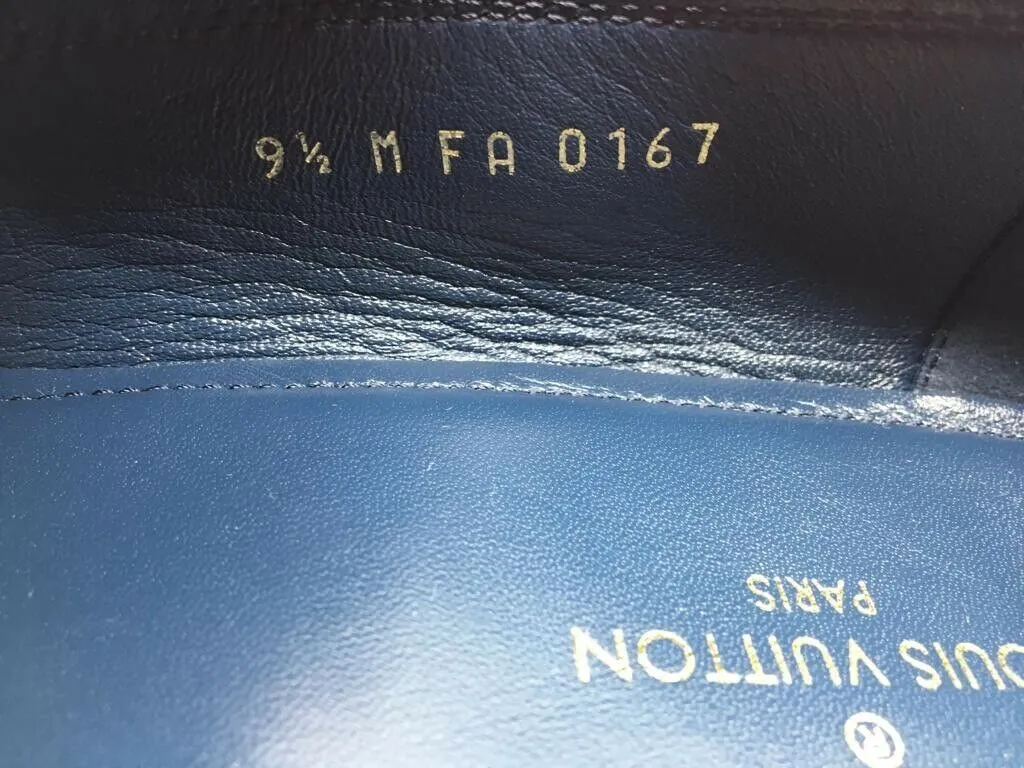 9½ M FA 0167
®
OUIS VUITTON
PARIS